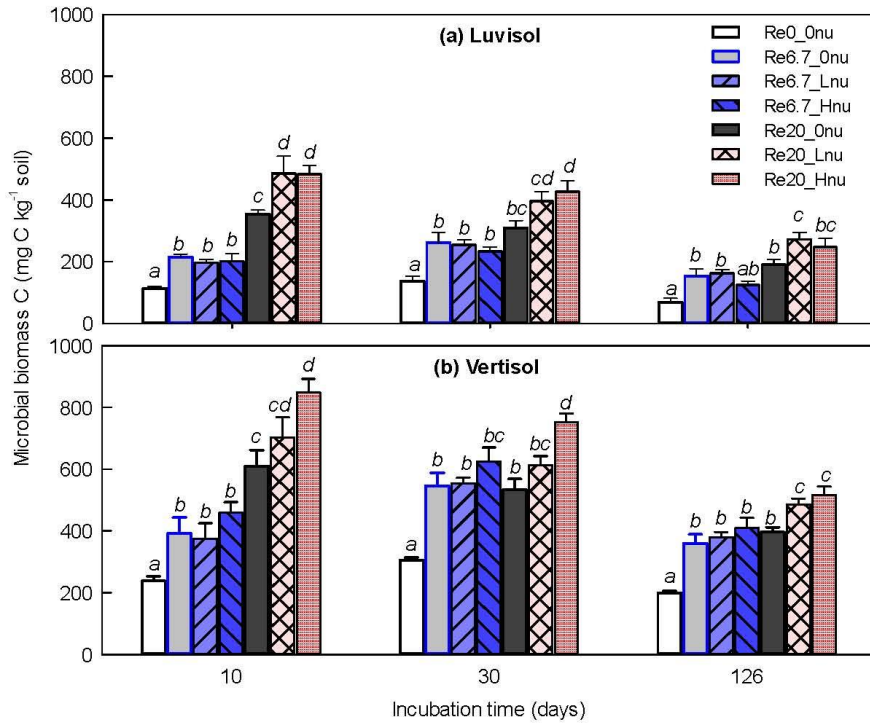 (a) Luvisol
Re0_0nu
Re6.7_0nu
Re6.7_Lnu
Re6.7_Hnu
Re20_0nu
Re20_Lnu
Re20_Hnu
1000
800
600
400
200
0
a b b b c d d
a b b b bc cd d
a b b ab b c bc
Microbial biomass C (mg C kg⁻¹ soil)
(b) Vertisol
1000
800
600
400
200
0
a b b b c cd d
a b b bc b bc d
a b b b b c c
10 30 126
Incubation time (days)